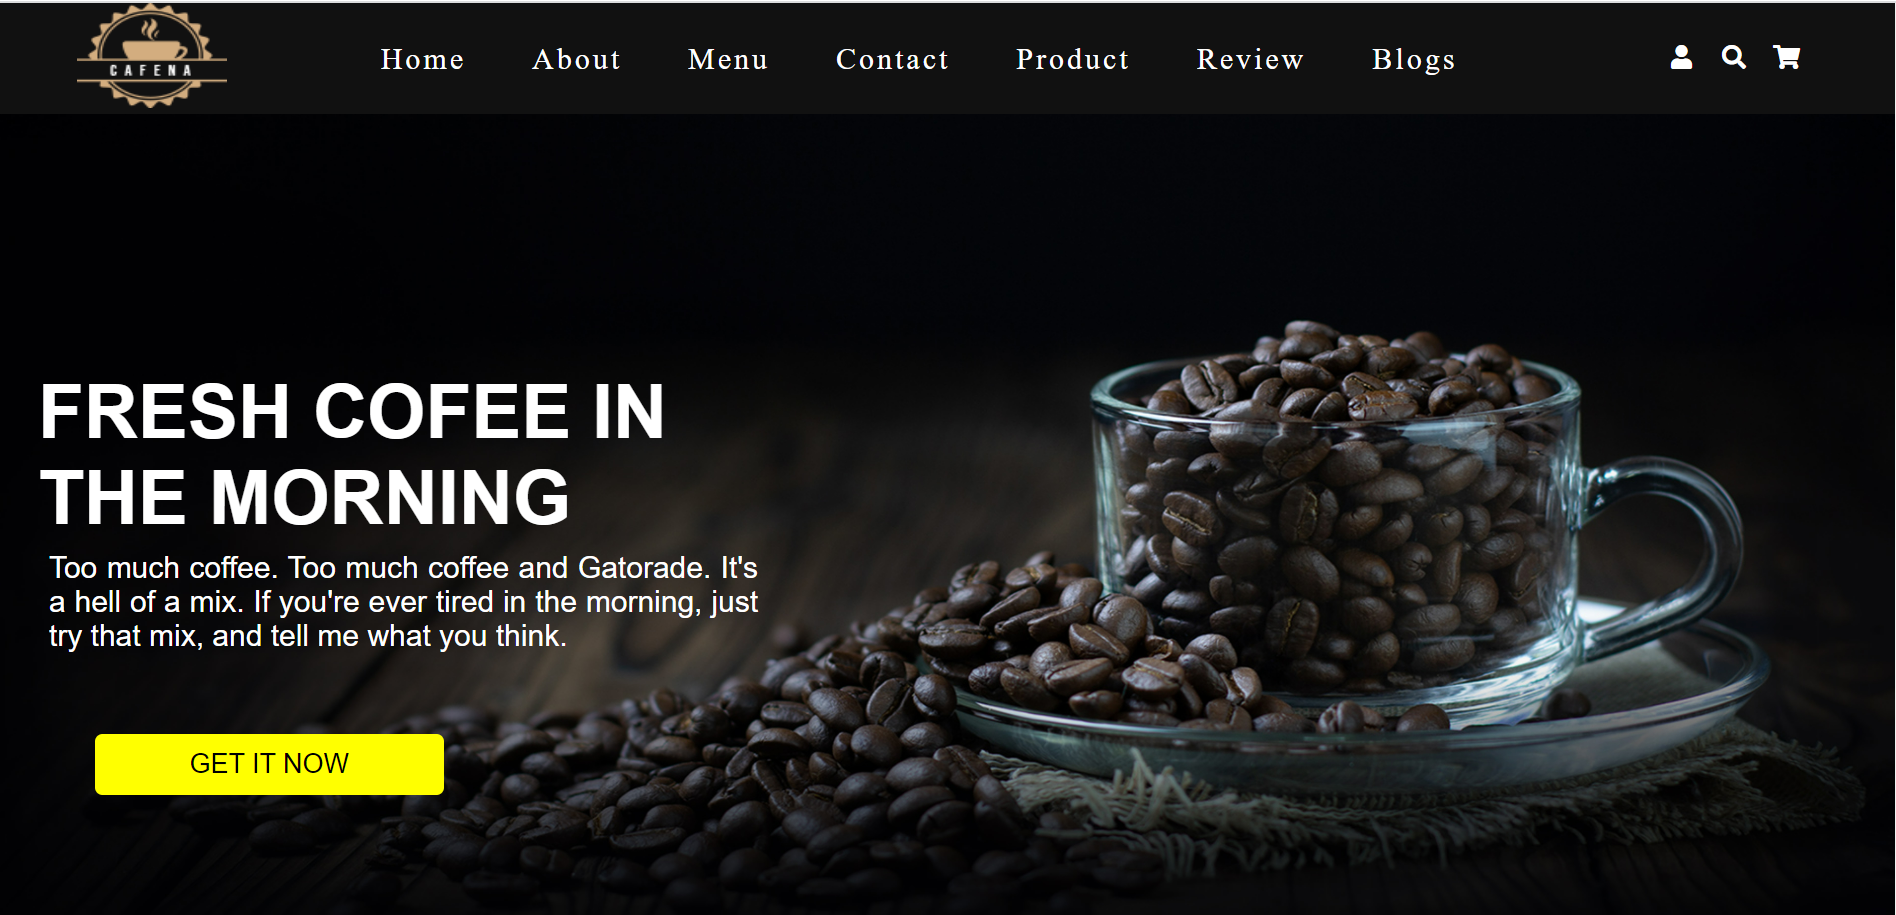 CAFENA
Home About Menu Contact Product Review Blogs
FRESH COFEE IN
THE MORNING
Too much coffee. Too much coffee and Gatorade. It's
a hell of a mix. If you're ever tired in the morning, just
try that mix, and tell me what you think.
GET IT NOW